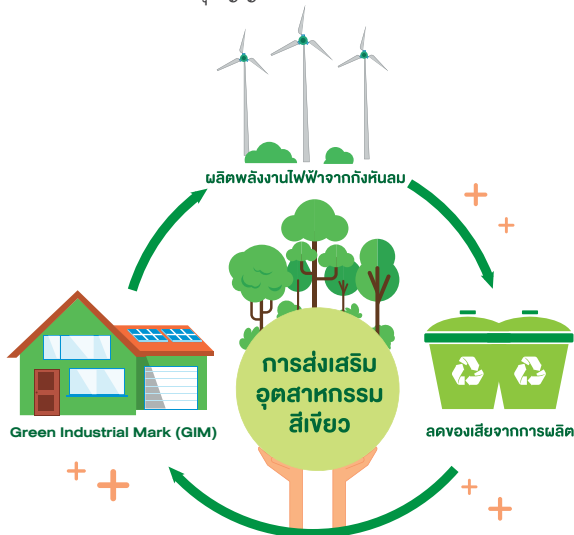 ผลิตพลังงานไฟฟ้าจากกังหันลม
การส่งเสริม
อุตสาหกรรม
สีเขียว
Green Industrial Mark (GIM)
ลดของเสียจากการผลิต